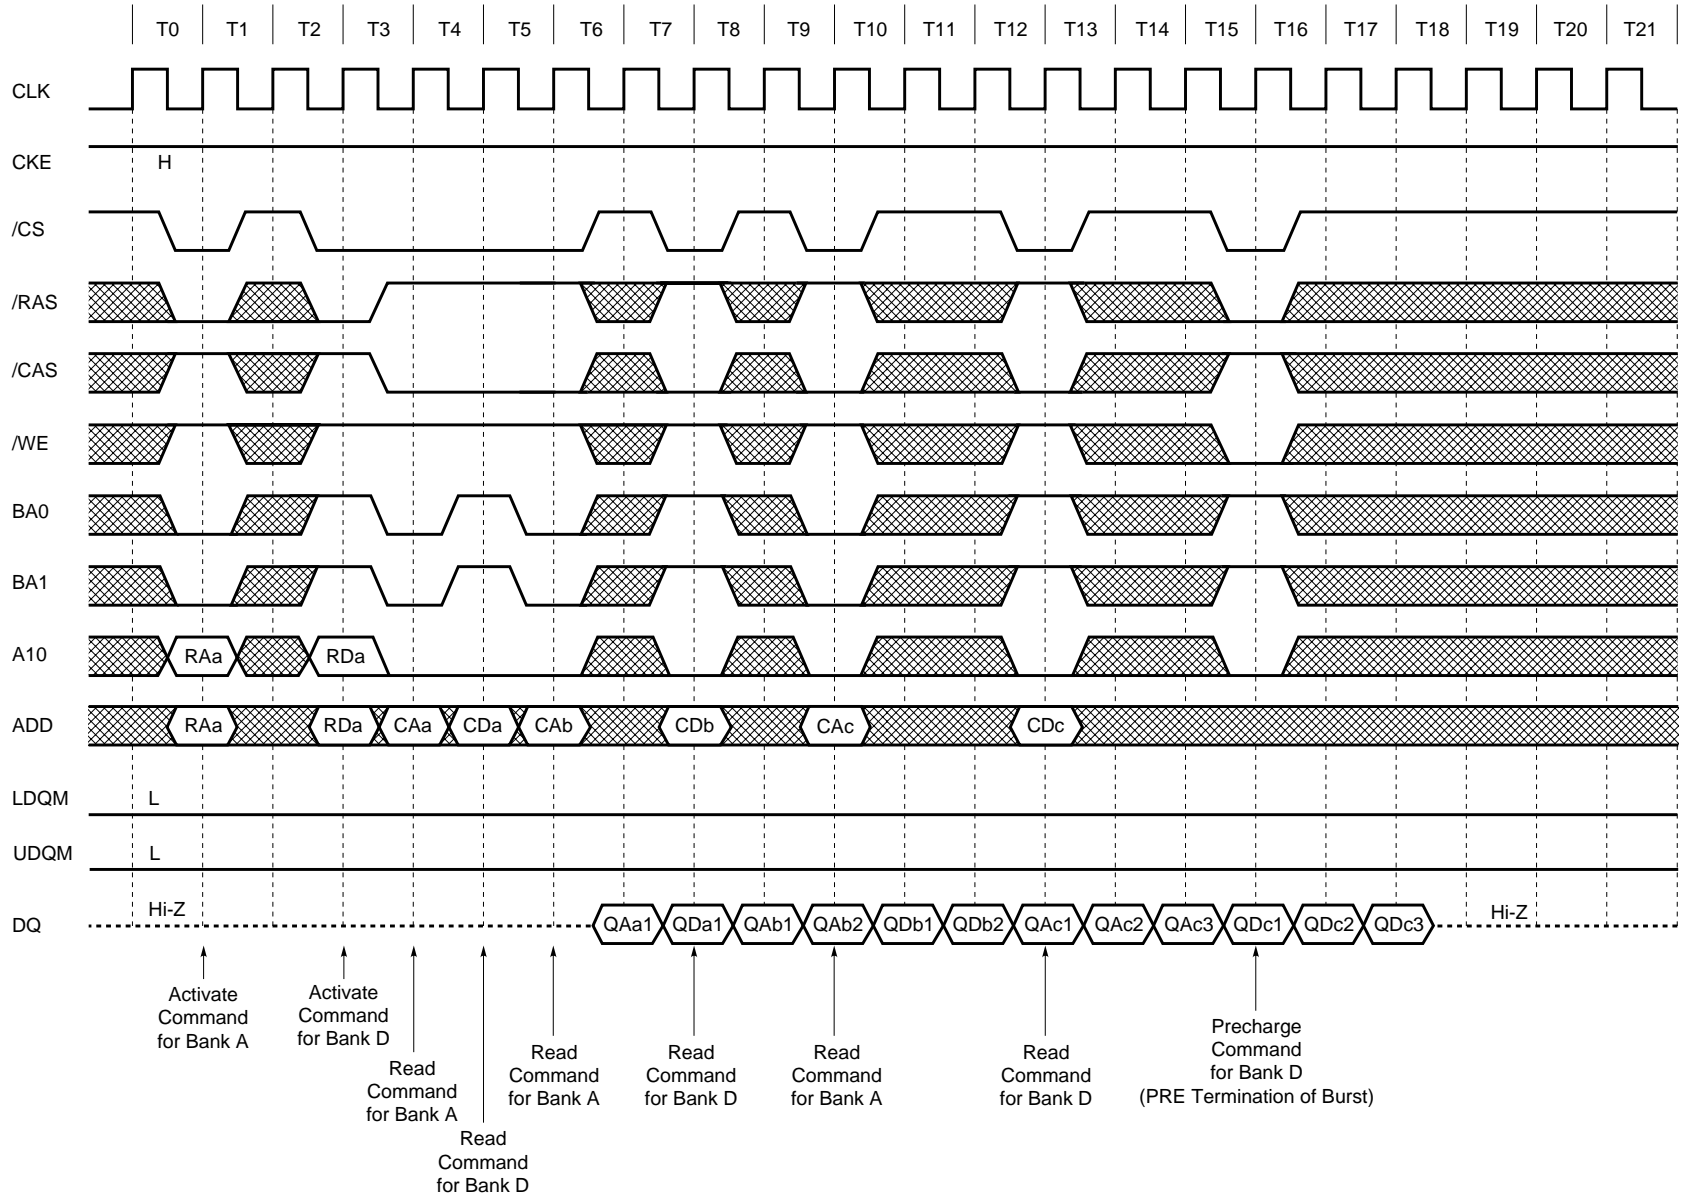 T0 T1 T2 T3 T4 T5 T6 T7 T8 T9 T10 T11 T12 T13 T14 T15 T16 T17 T18 T19 T20 T21
CLK
CKE H
/CS
/RAS
/CAS
/WE
BA0
BA1
A10 RAa RDa
ADD RAa RDa CAa CDa CAb CDb CAc CDc
LDQM L
UDQM L
DQ Hi-Z QAa1 QDa1 QAb1 QAb2 QDb1 QDb2 QAc1 QAc2 QAc3 QDc1 QDc2 QDc3 Hi-Z
Activate
Command
for Bank A
Activate
Command
for Bank D
Read
Command
for Bank A
Read
Command
for Bank D
Read
Command
for Bank A
Read
Command
for Bank D
Read
Command
for Bank A
Read
Command
for Bank D
Precharge
Command
for Bank D
(PRE Termination of Burst)